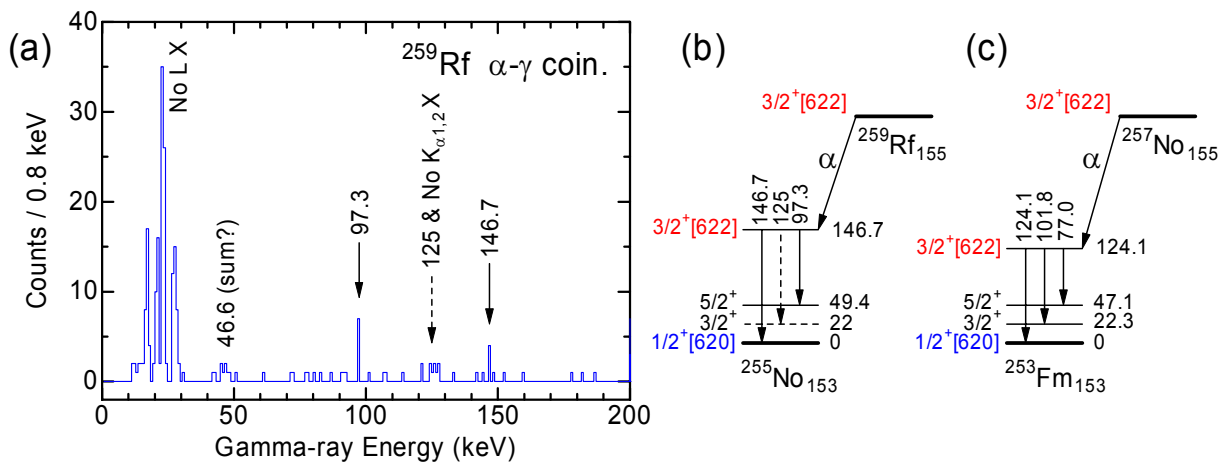 (a)
²⁵⁹Rf α-γ coin.
Counts / 0.8 keV
40
30
20
10
0
No L X
46.6 (sum?)
97.3
125 & No Kα1,2 X
146.7
0 50 100 150 200
Gamma-ray Energy (keV)
(b)
3/2⁺[622]
²⁵⁹Rf₁₅₅
α
146.7
125
97.3
3/2⁺[622] 146.7
5/2⁺ 49.4
3/2⁺ 22
1/2⁺[620] 0
²⁵⁵No₁₅₃
(c)
3/2⁺[622]
²⁵⁷No₁₅₅
α
124.1
101.8
77.0
3/2⁺[622] 124.1
5/2⁺ 47.1
3/2⁺ 22.3
1/2⁺[620] 0
²⁵³Fm₁₅₃